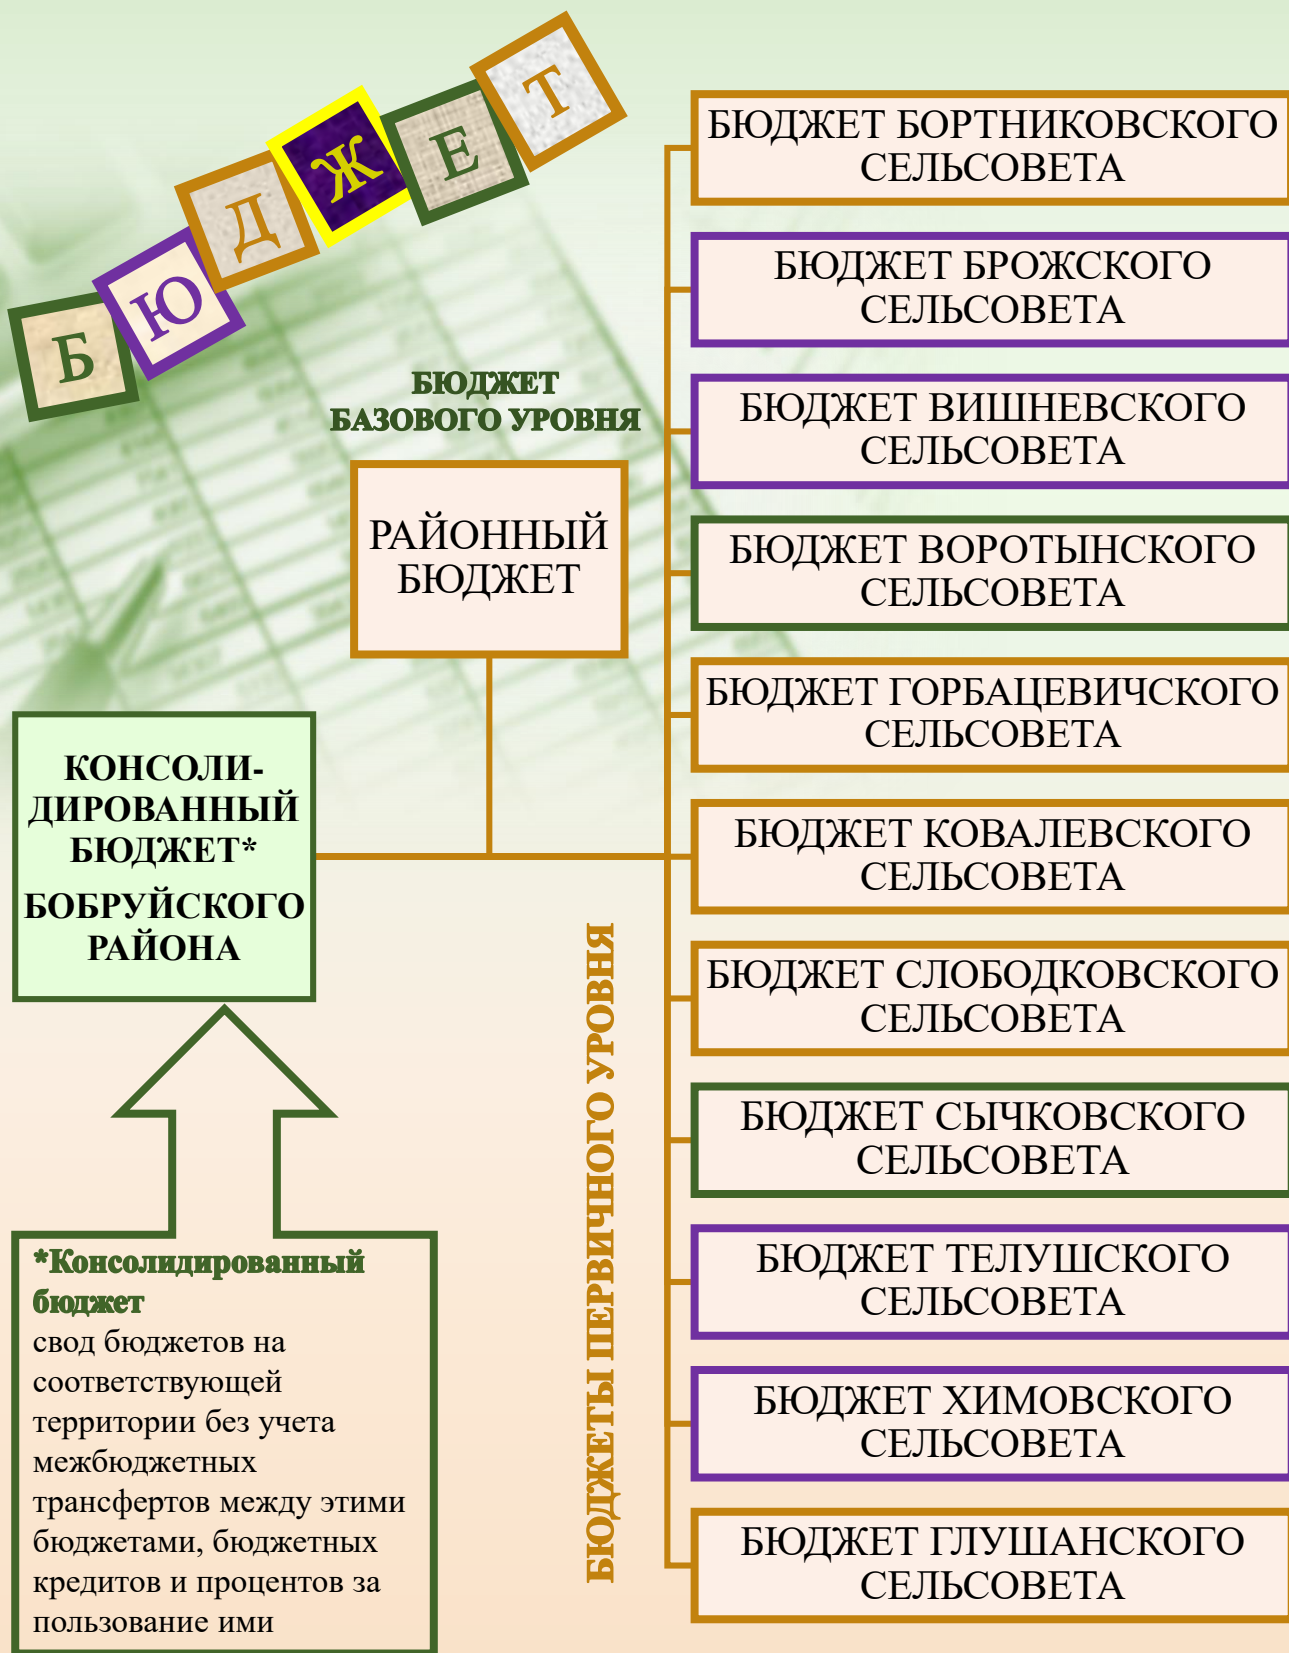 БЮДЖЕТ
БЮДЖЕТ
БАЗОВОГО УРОВНЯ
РАЙОННЫЙ
БЮДЖЕТ
КОНСОЛИ-
ДИРОВАННЫЙ
БЮДЖЕТ*
БОБРУЙСКОГО
РАЙОНА
*Консолидированный
бюджет
свод бюджетов на
соответствующей
территории без учета
межбюджетных
трансфертов между этими
бюджетами, бюджетных
кредитов и процентов за
пользование ими
БЮДЖЕТЫ ПЕРВИЧНОГО УРОВНЯ
БЮДЖЕТ БОРТНИКОВСКОГО
СЕЛЬСОВЕТА
БЮДЖЕТ БРОЖСКОГО
СЕЛЬСОВЕТА
БЮДЖЕТ ВИШНЕВСКОГО
СЕЛЬСОВЕТА
БЮДЖЕТ ВОРОТЫНСКОГО
СЕЛЬСОВЕТА
БЮДЖЕТ ГОРБАЦЕВИЧСКОГО
СЕЛЬСОВЕТА
БЮДЖЕТ КОВАЛЕВСКОГО
СЕЛЬСОВЕТА
БЮДЖЕТ СЛОБОДКОВСКОГО
СЕЛЬСОВЕТА
БЮДЖЕТ СЫЧКОВСКОГО
СЕЛЬСОВЕТА
БЮДЖЕТ ТЕЛУШСКОГО
СЕЛЬСОВЕТА
БЮДЖЕТ ХИМОВСКОГО
СЕЛЬСОВЕТА
БЮДЖЕТ ГЛУШАНСКОГО
СЕЛЬСОВЕТА